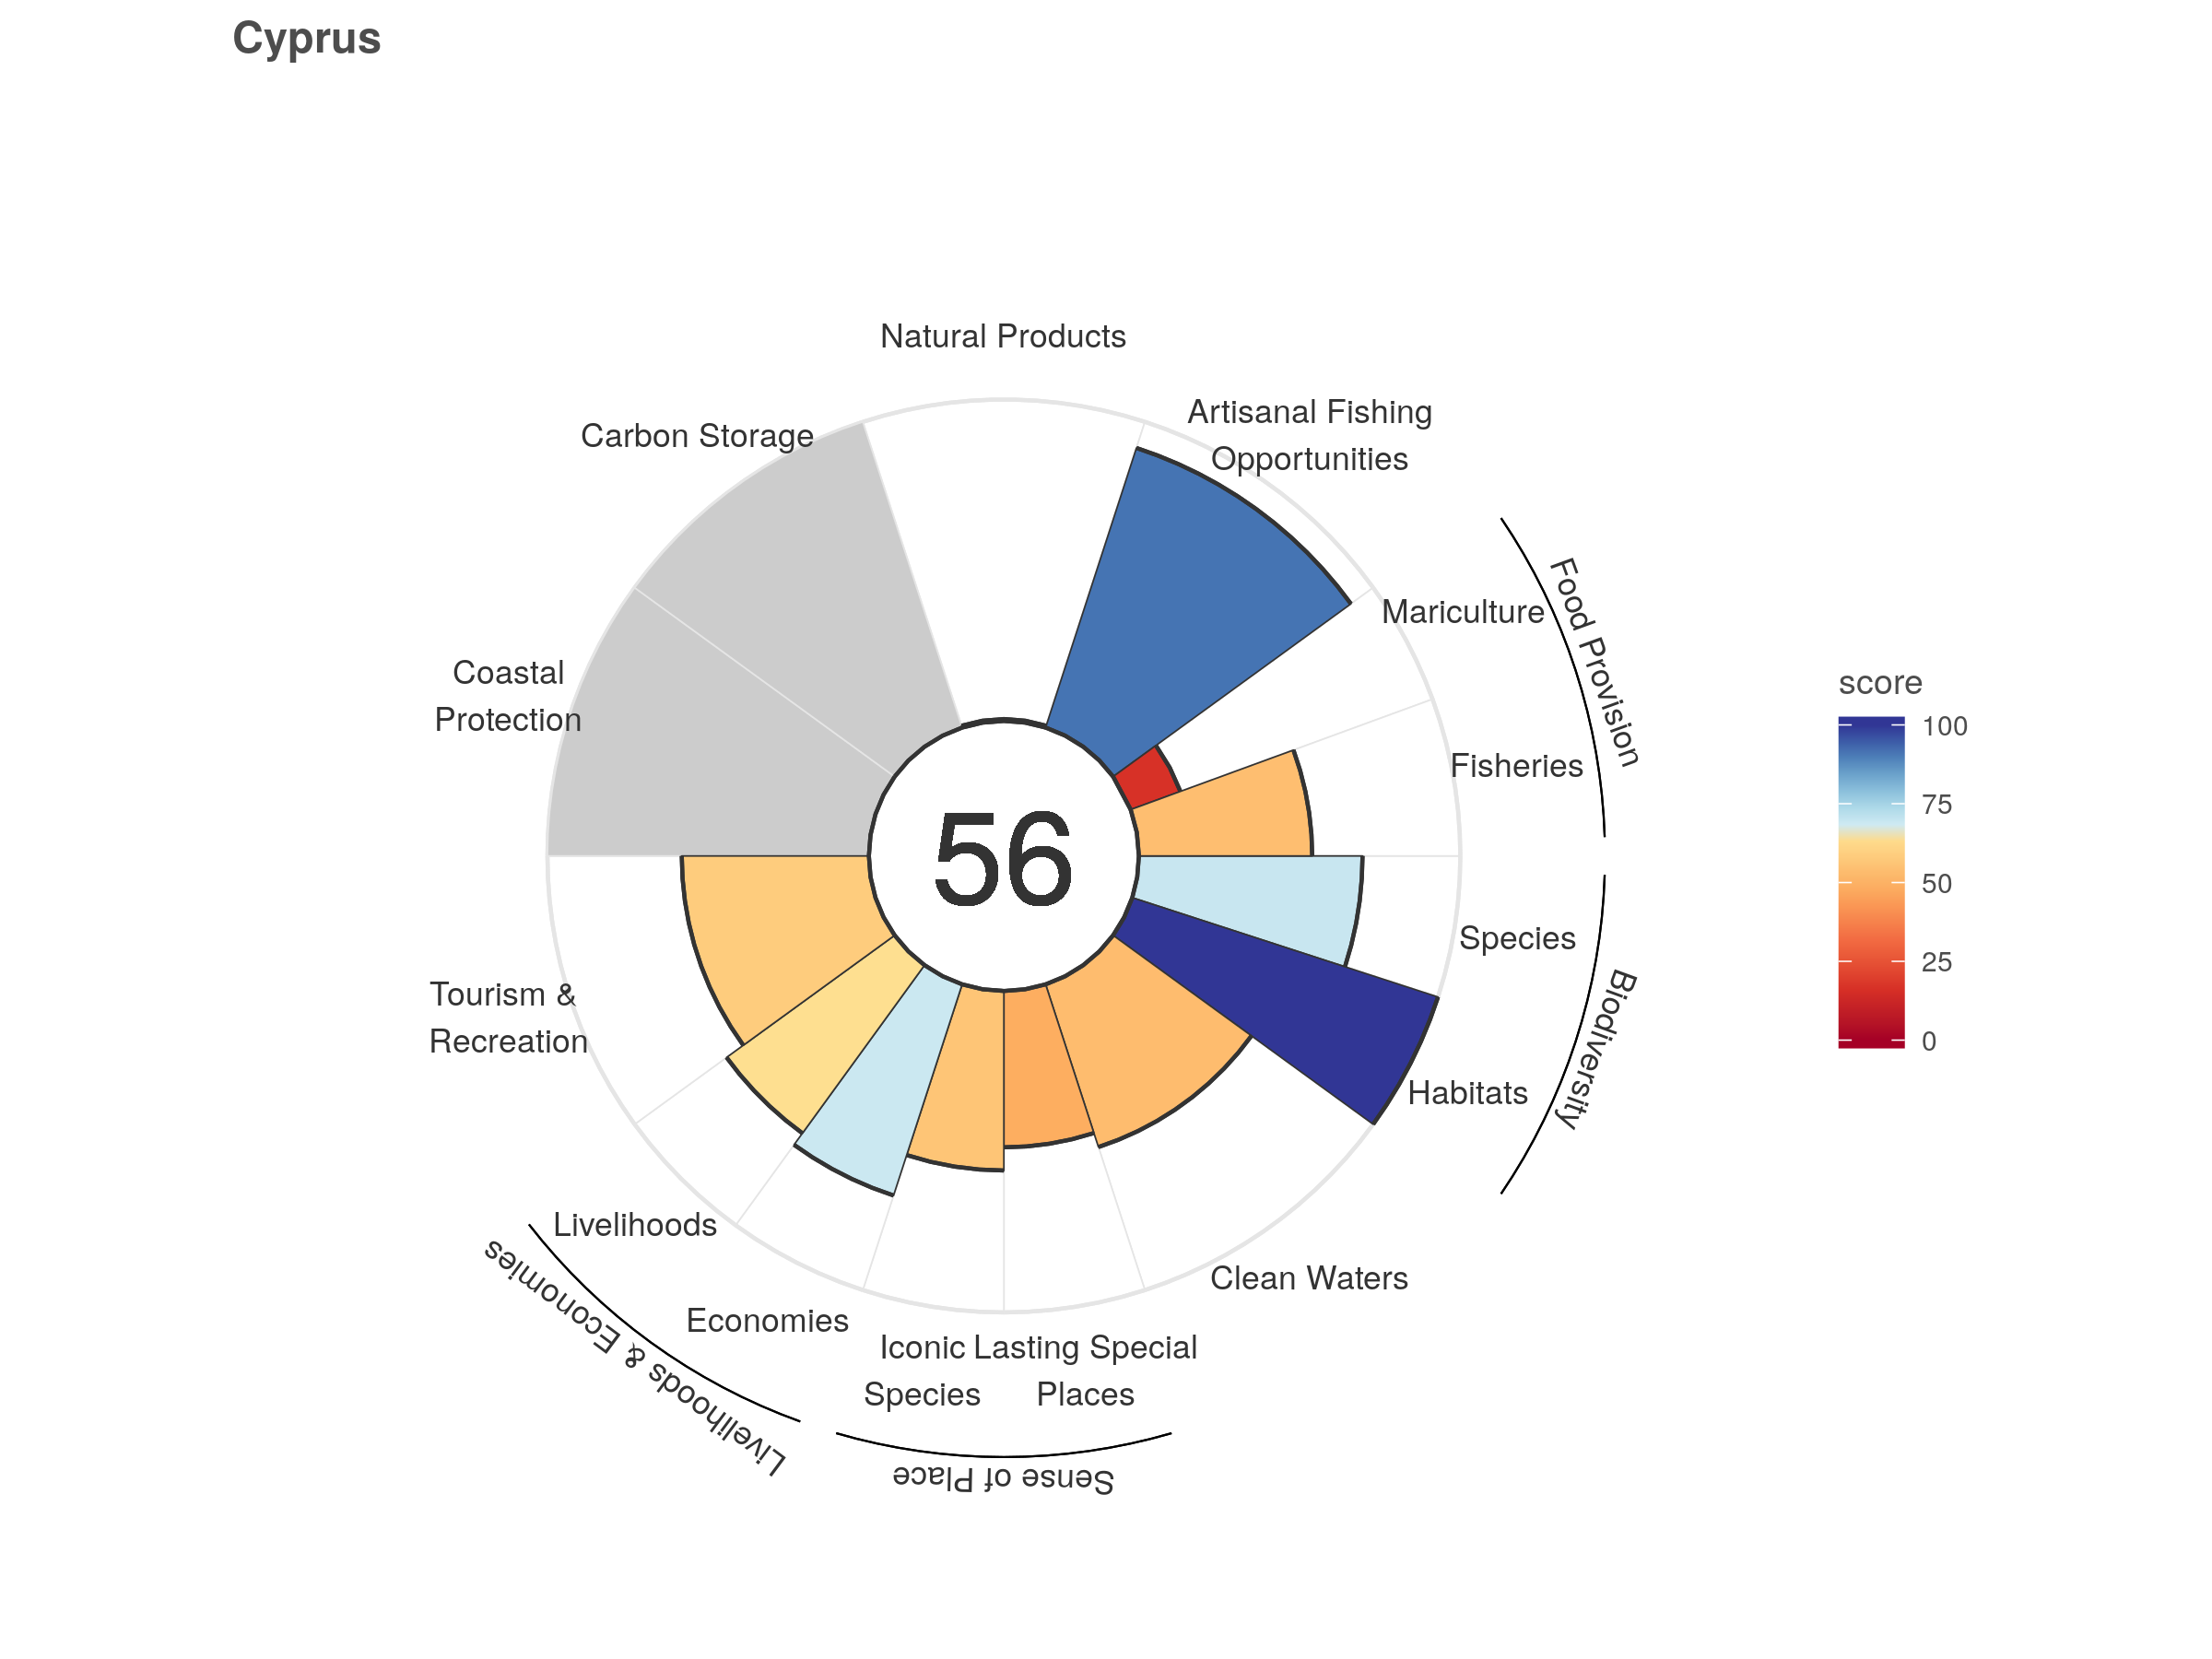 Cyprus
Natural Products
Artisanal Fishing
Opportunities
Carbon Storage
Mariculture
Food Provision
Coastal
Protection
Fisheries
score
100
75
50
25
0
56
Species
Biodiversity
Tourism &
Recreation
Habitats
Livelihoods
Livelihoods & Economies
Clean Waters
Economies
Iconic
Species
Lasting Special
Places
Sense of Place